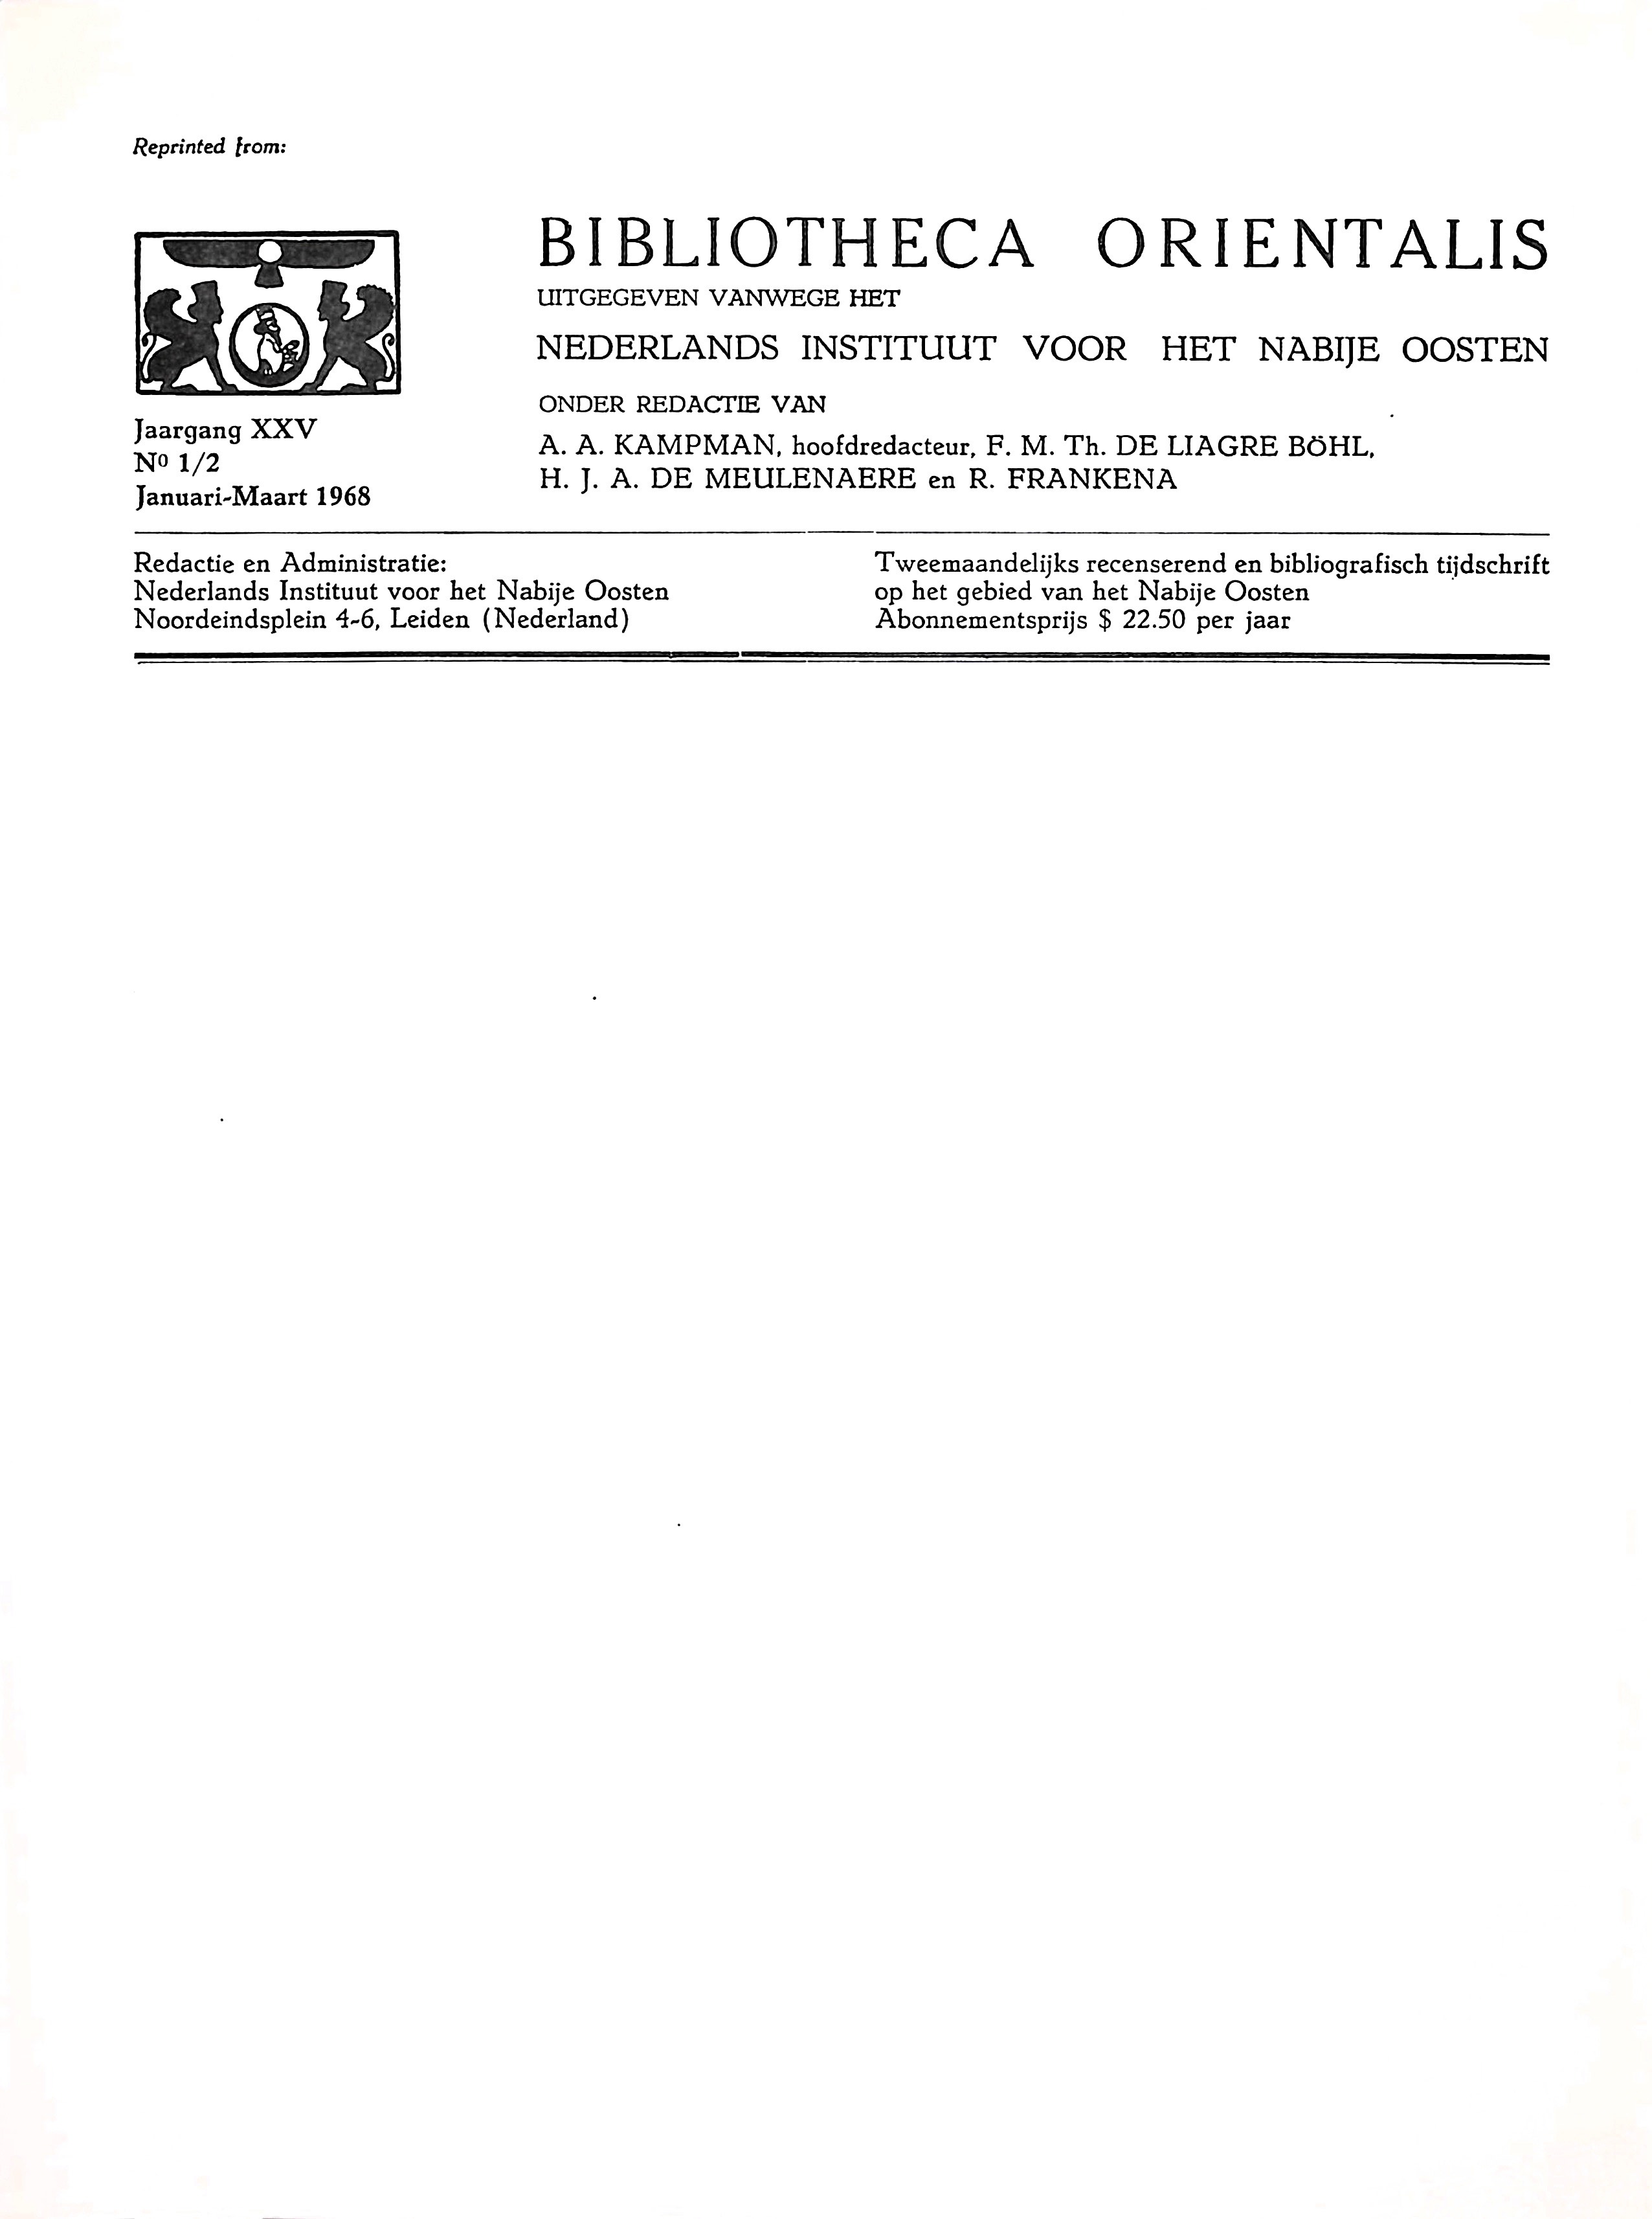 Reprinted from:
BIBLIOTHECA ORIENTALIS
UITGEGEVEN VANWEGE HET
NEDERLANDS INSTITUUT VOOR HET NABIJE OOSTEN
ONDER REDACTIE VAN
A. A. KAMPMAN, hoofdredacteur, F. M. Th. DE LIAGRE BÖHL,
H. J. A. DE MEULENAERE en R. FRANKENA
Jaargang XXV
No 1/2
Januari-Maart 1968
Redactie en Administratie:
Nederlands Instituut voor het Nabije Oosten
Noordeindsplein 4-6, Leiden (Nederland)
Tweemaandelijks recenserend en bibliografisch tijdschrift
op het gebied van het Nabije Oosten
Abonnementsprijs $ 22.50 per jaar